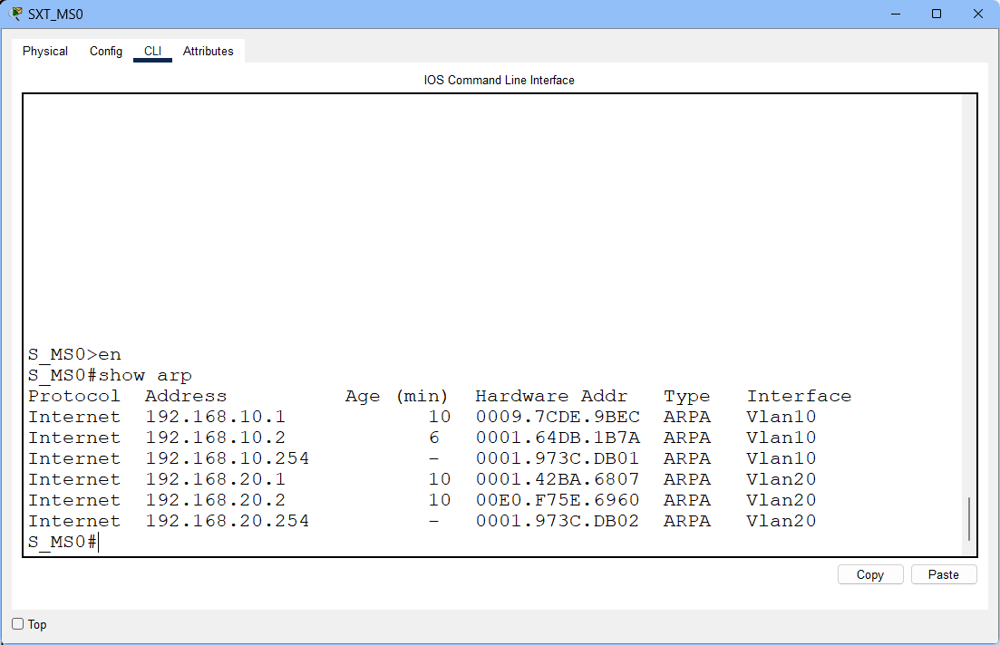 SXT_MS0
Physical Config CLI Attributes
IOS Command Line Interface
S_MS0>en
S_MS0#show arp
Protocol  Address          Age (min)  Hardware Addr   Type   Interface
Internet  192.168.10.1            10  0009.7CDE.9BEC  ARPA   Vlan10
Internet  192.168.10.2            6   0001.64DB.1B7A  ARPA   Vlan10
Internet  192.168.10.254          -   0001.973C.DB01  ARPA   Vlan10
Internet  192.168.20.1            10  0001.42BA.6807  ARPA   Vlan20
Internet  192.168.20.2            10  00E0.F75E.6960  ARPA   Vlan20
Internet  192.168.20.254          -   0001.973C.DB02  ARPA   Vlan20
S_MS0#
Copy Paste
Top